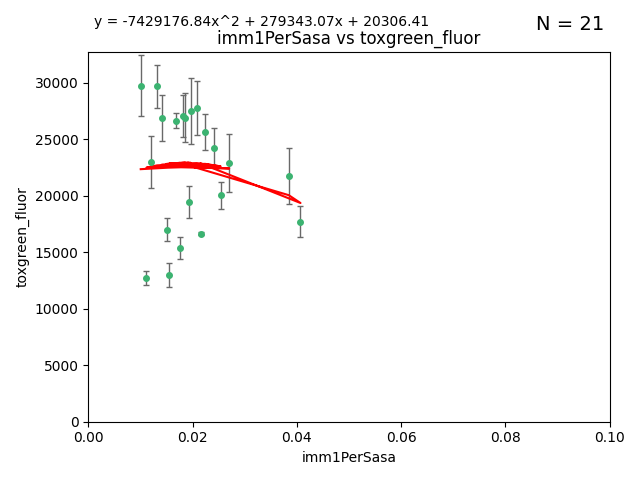 y = -7429176.84x^2 + 279343.07x + 20306.41
N = 21
imm1PerSasa vs toxgreen_fluor
30000
25000
20000
15000
10000
5000
0
toxgreen_fluor
0.00 0.02 0.04 0.06 0.08 0.10
imm1PerSasa